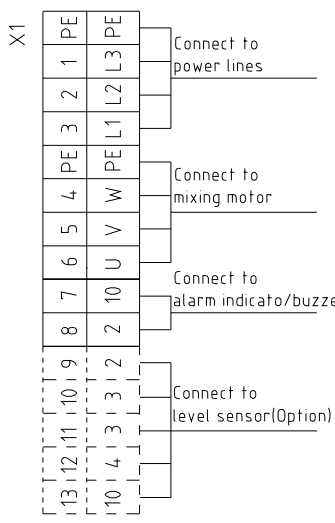 X1
PE PE
1 L3
2 L2
3 L1
PE PE
4 W
5 V
6 U
7 10
8 2
9 2
10 3
11 3
12 4
13 10
Connect to
power lines
Connect to
mixing motor
Connect to
alarm indicato/buzze
Connect to
level sensor(Option)